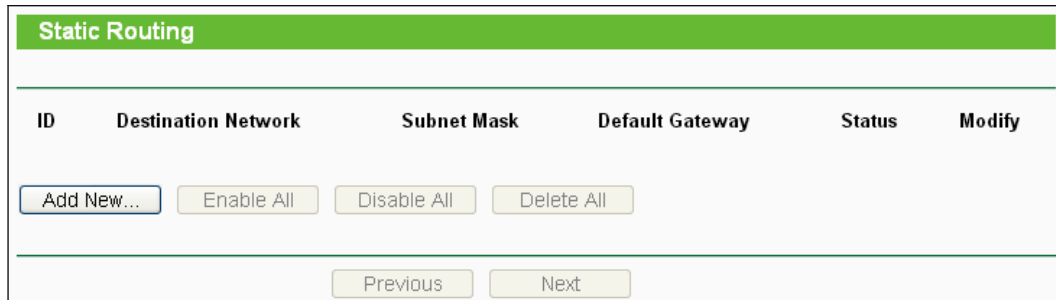 Static Routing
ID Destination Network Subnet Mask Default Gateway Status Modify
Add New... Enable All Disable All Delete All
Previous Next